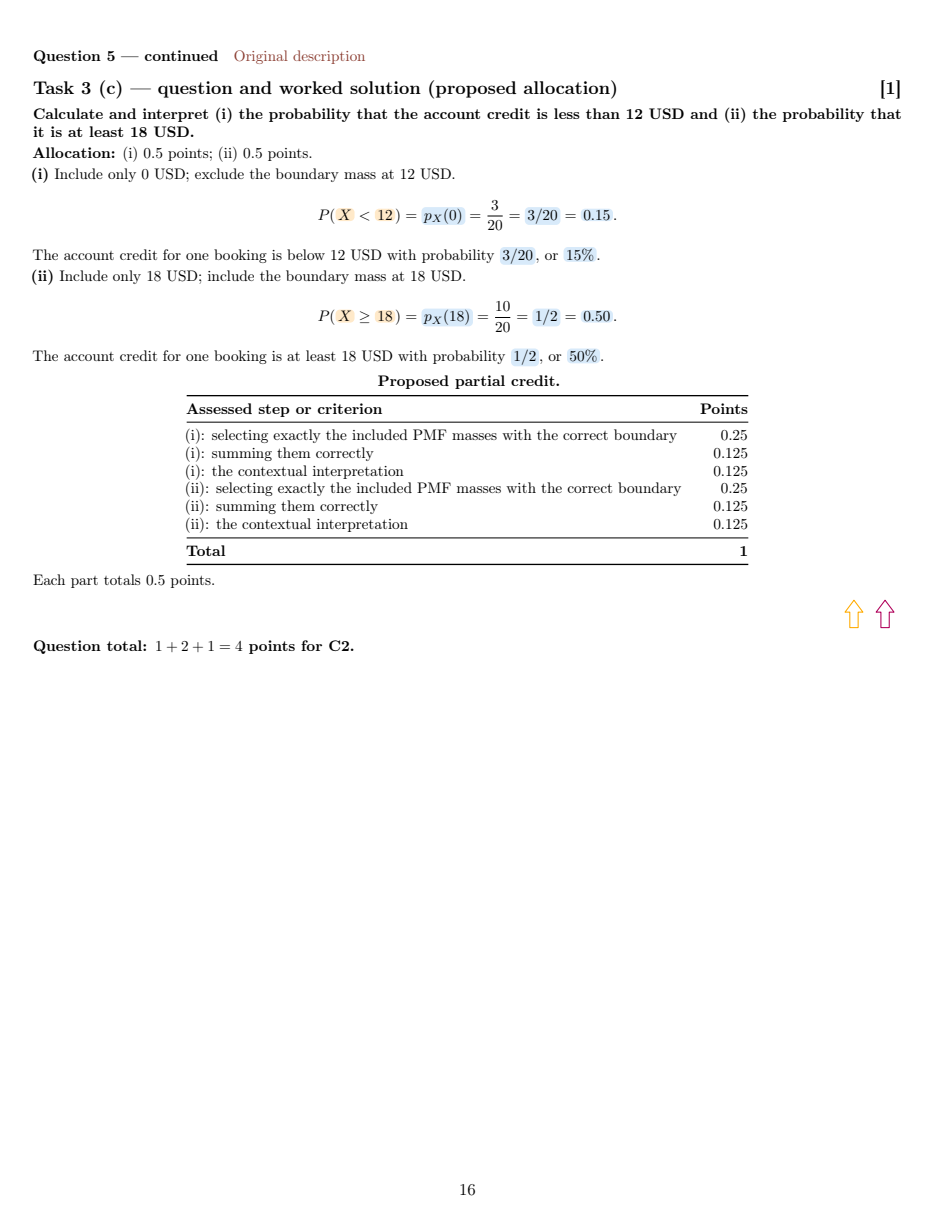 Question 5 — continued Original description
Task 3 (c) — question and worked solution (proposed allocation) [1]
Calculate and interpret (i) the probability that the account credit is less than 12 USD and (ii) the probability that
it is at least 18 USD.
Allocation: (i) 0.5 points; (ii) 0.5 points.
(i) Include only 0 USD; exclude the boundary mass at 12 USD.
P(X < 12) = p_X(0) = 3/20 = 3/20 = 0.15.
The account credit for one booking is below 12 USD with probability 3/20, or 15%.
(ii) Include only 18 USD; include the boundary mass at 18 USD.
P(X ≥ 18) = p_X(18) = 10/20 = 1/2 = 0.50.
The account credit for one booking is at least 18 USD with probability 1/2, or 50%.
Proposed partial credit.
Assessed step or criterion Points
(i): selecting exactly the included PMF masses with the correct boundary 0.25
(i): summing them correctly 0.125
(i): the contextual interpretation 0.125
(ii): selecting exactly the included PMF masses with the correct boundary 0.25
(ii): summing them correctly 0.125
(ii): the contextual interpretation 0.125
Total 1
Each part totals 0.5 points.
Question total: 1 + 2 + 1 = 4 points for C2.
16